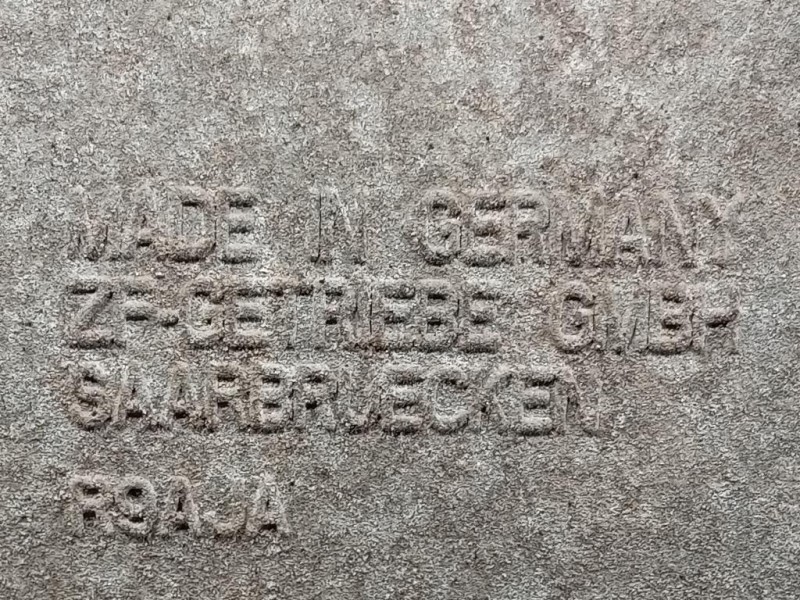 MADE IN GERMANY
ZF-GETRIEBE GMBH
SAARBRUECKEN
R9AJA